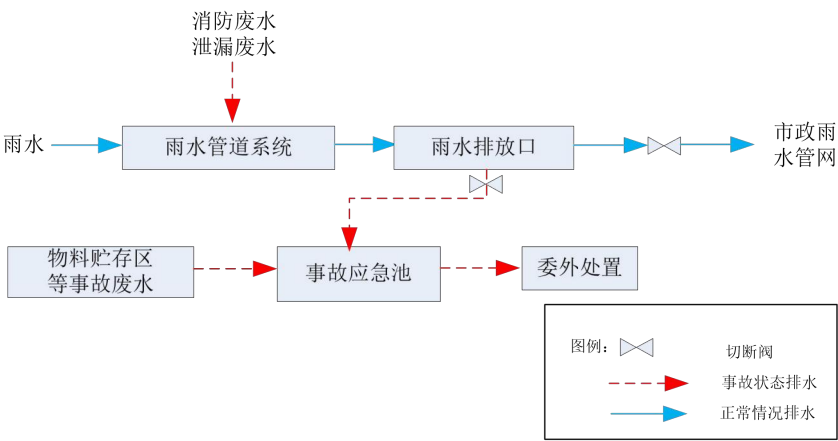 消防废水
泄漏废水
雨水
雨水管道系统
雨水排放口
市政雨
水管网
物料贮存区
等事故废水
事故应急池
委外处置
图例：
切断阀
事故状态排水
正常情况排水